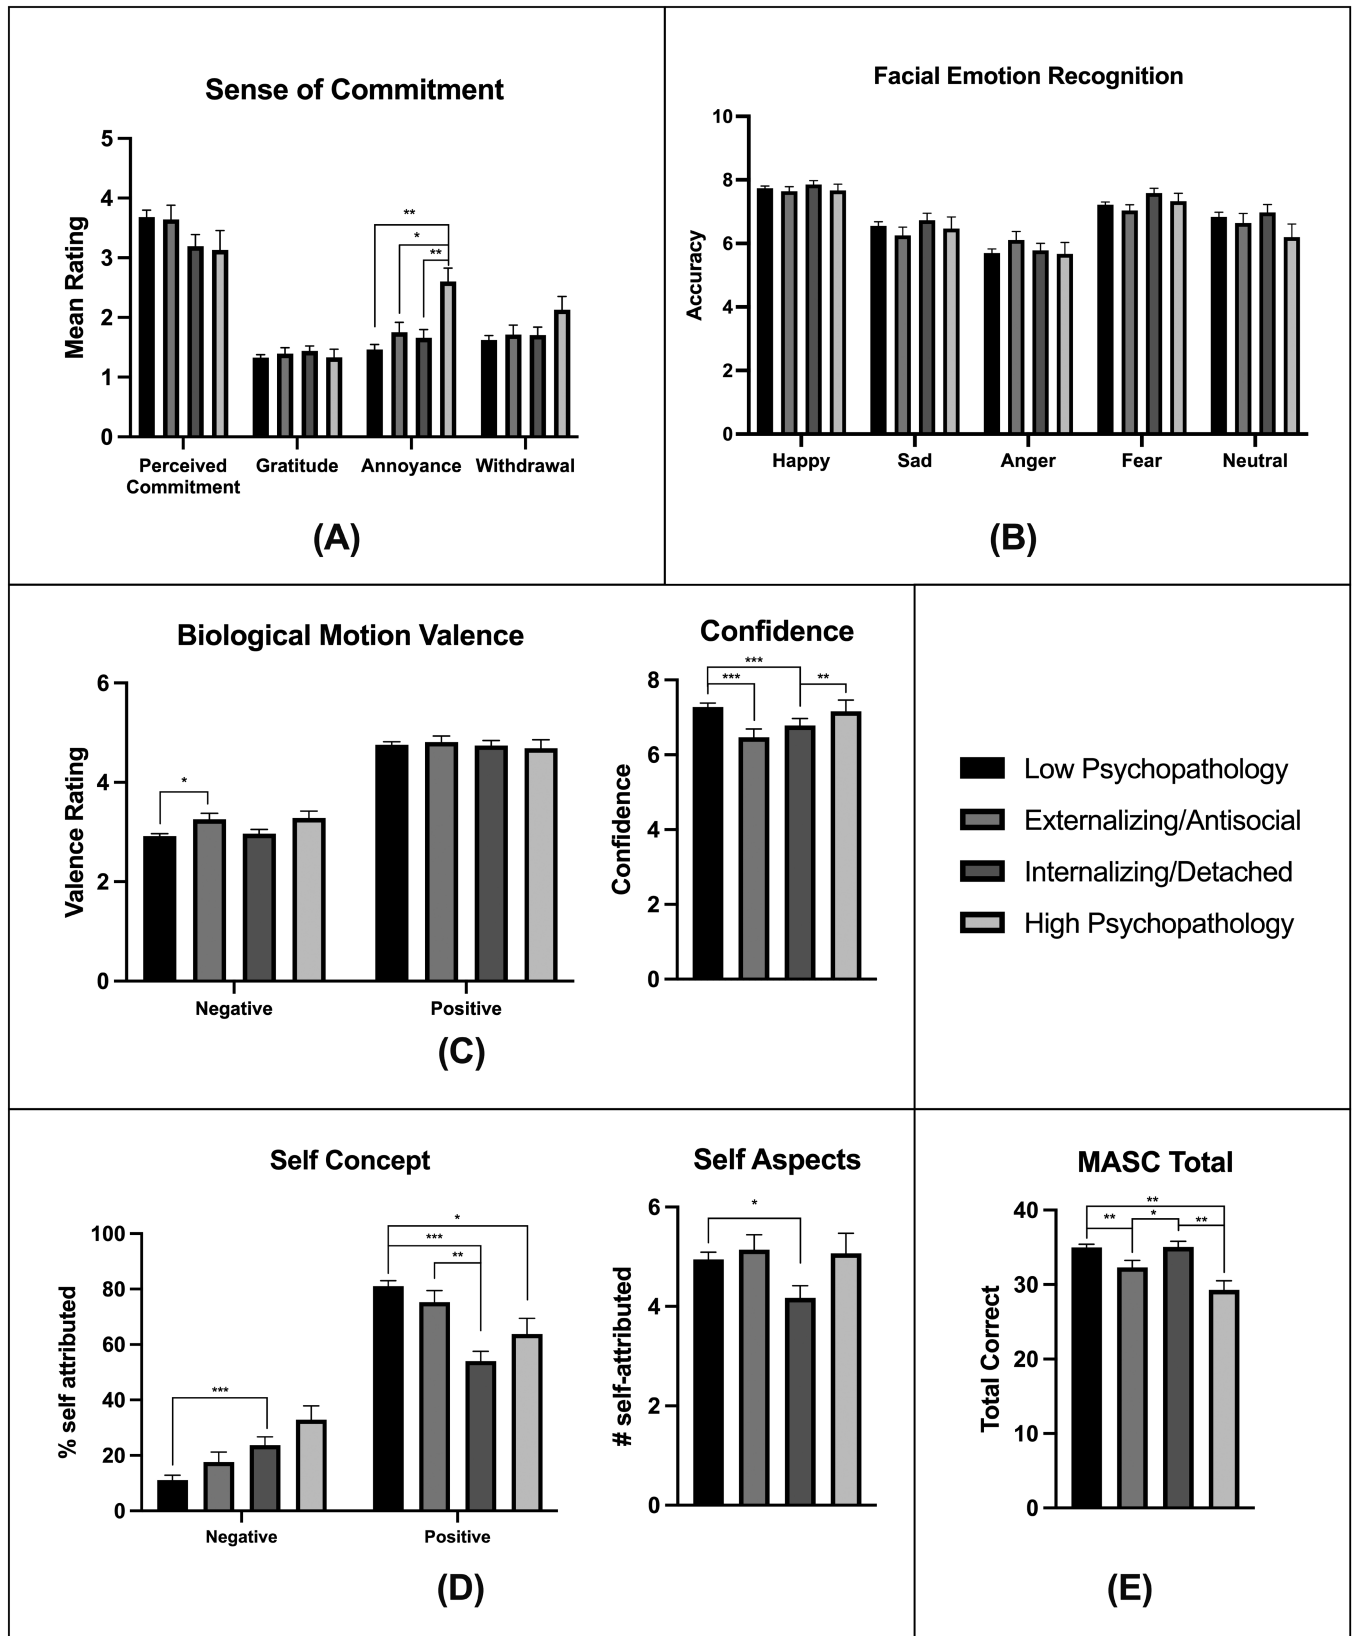 Sense of Commitment
5
4
3
2
1
0
Mean Rating
**
*
**
Perceived
Commitment
Gratitude
Annoyance
Withdrawal
(A)
Facial Emotion Recognition
10
8
6
4
2
0
Accuracy
Happy
Sad
Anger
Fear
Neutral
(B)
Biological Motion Valence
6
4
2
0
Valence Rating
*
Negative
Positive
Confidence
8
6
4
2
0
Confidence
***
***
**
(C)
Low Psychopathology
Externalizing/Antisocial
Internalizing/Detached
High Psychopathology
Self Concept
100
80
60
40
20
0
% self attributed
***
*
***
**
Negative
Positive
Self Aspects
6
4
2
0
# self-attributed
*
(D)
MASC Total
40
30
20
10
0
Total Correct
**
**
*
**
(E)